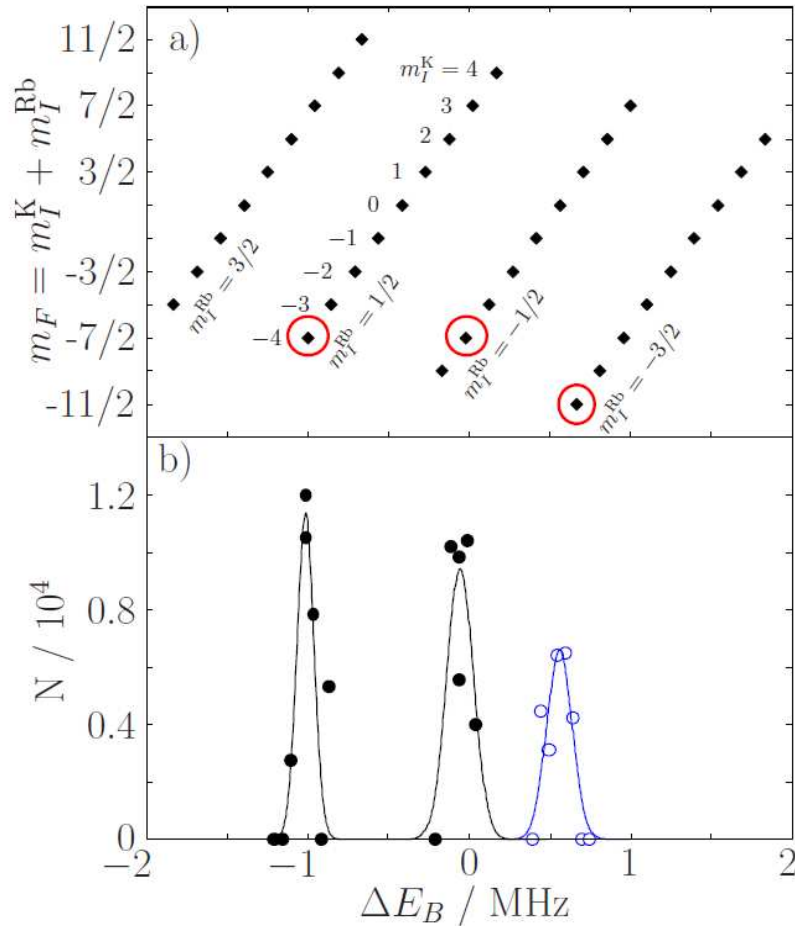 a)
11/2
7/2
3/2
-3/2
-7/2
-11/2
m_F = m_I^K + m_I^Rb
m_I^K = 4
3
2
1
0
−1
−2
−3
−4
m_I^Rb = 3/2
m_I^Rb = 1/2
m_I^Rb = −1/2
m_I^Rb = −3/2
b)
1.2
0.8
0.4
0
N / 10^4
−2
−1
0
1
2
ΔE_B / MHz